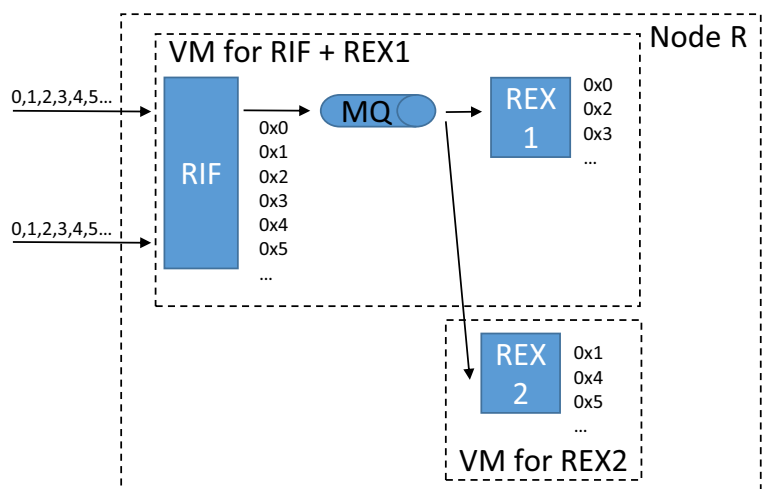 Node R
VM for RIF + REX1
0,1,2,3,4,5...
0,1,2,3,4,5...
RIF
0x0
0x1
0x2
0x3
0x4
0x5
...
MQ
REX
1
0x0
0x2
0x3
...
REX
2
0x1
0x4
0x5
...
VM for REX2